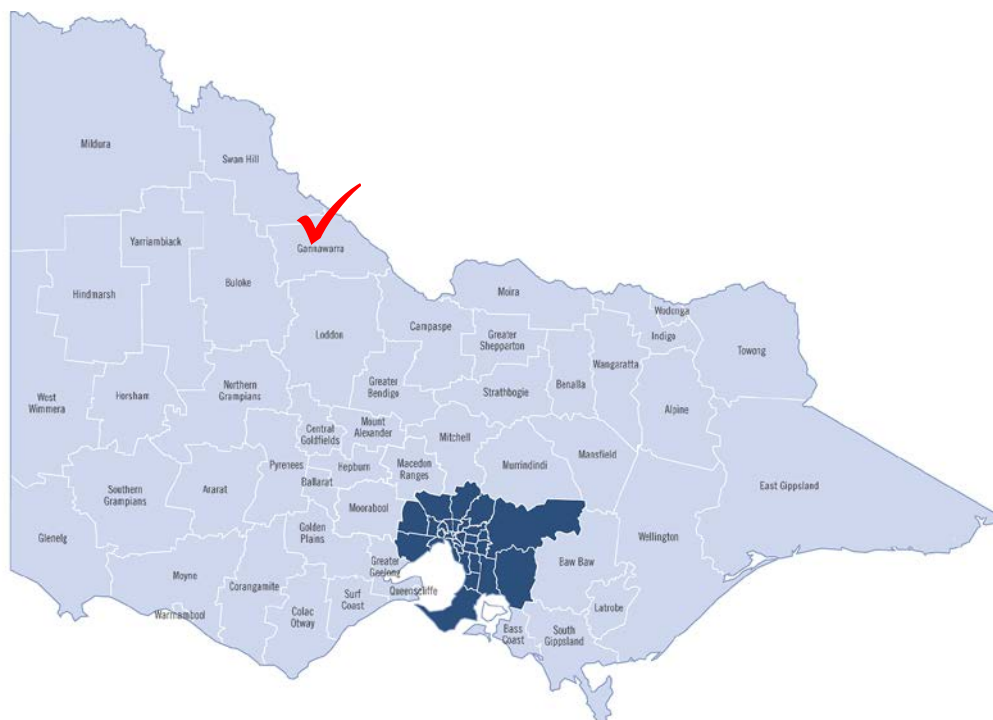 Mildura
Swan Hill
Yarriambiack
Gannawarra
Buloke
Hindmarsh
Moira
Wodonga
Loddon
Campaspe
Greater
Shepparton
Indigo
Towong
Wangaratta
West
Wimmera
Horsham
Northern
Grampians
Greater
Bendigo
Strathbogie
Benalla
Alpine
Central
Goldfields
Mount
Alexander
Mitchell
Mansfield
Pyrenees
Hepburn
Macedon
Ranges
Murrindindi
Ballarat
East Gippsland
Southern
Grampians
Ararat
Moorabool
Glenelg
Golden
Plains
Wellington
Greater
Geelong
Baw Baw
Moyne
Corangamite
Queenscliffe
Surf
Coast
Latrobe
Warrnambool
Colac
Otway
Bass
Coast
South
Gippsland